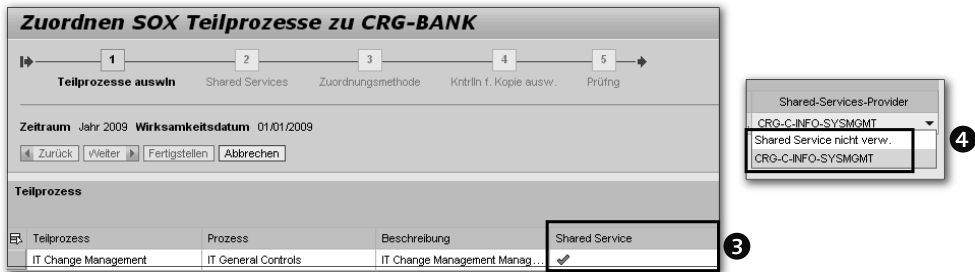 Zuordnen SOX Teilprozesse zu CRG-BANK
1 2 3 4 5
Teilprozesse auswln Shared Services Zuordnungsmethode Kntrlln f. Kopie ausw. Prüfng
Zeitraum Jahr 2009 Wirksamkeitsdatum 01/01/2009
Zurück Weiter Fertigstellen Abbrechen
Teilprozess
Teilprozess Prozess Beschreibung Shared Service
IT Change Management IT General Controls IT Change Management Manag...
3
Shared-Services-Provider
CRG-C-INFO-SYSMGMT
Shared Service nicht verw.
CRG-C-INFO-SYSMGMT
4